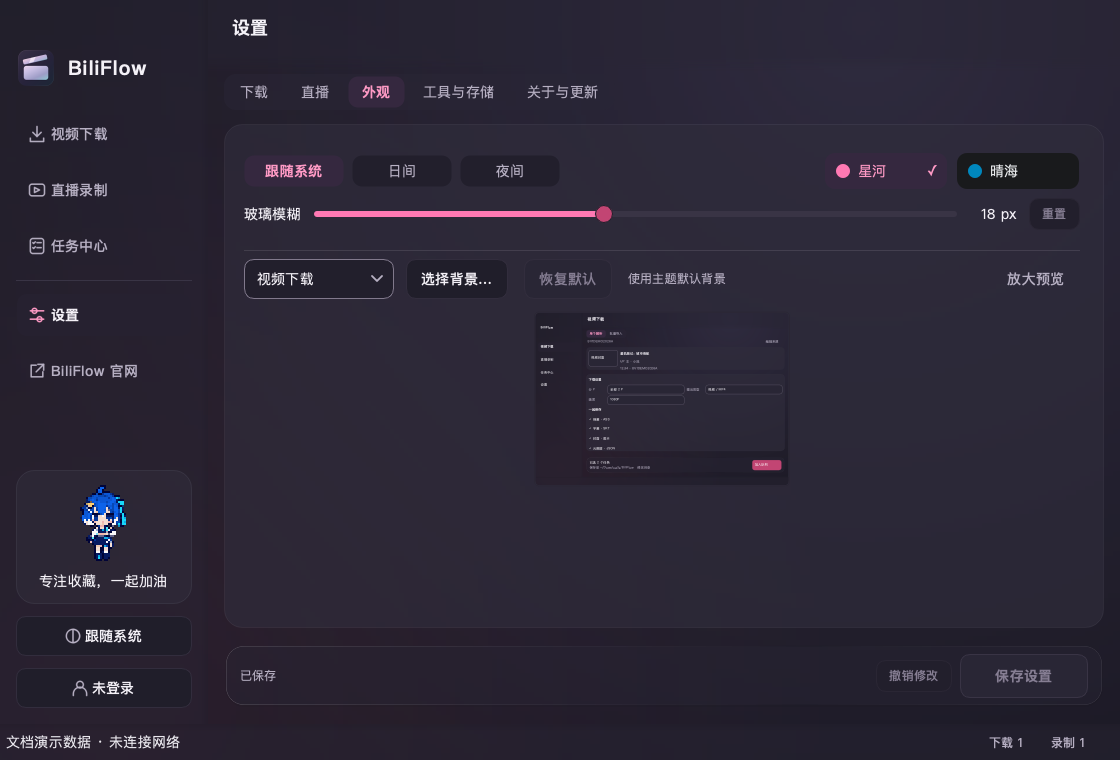 设置
BiliFlow
下载 直播 外观 工具与存储 关于与更新
视频下载
直播录制
任务中心
设置
BiliFlow 官网
跟随系统 日间 夜间 星河 晴海
玻璃模糊 18 px 重置
视频下载 选择背景... 恢复默认 使用主题默认背景 放大预览
专注收藏，一起加油
跟随系统
未登录
已保存 撤销修改 保存设置
文档演示数据 · 未连接网络 下载 1 录制 1